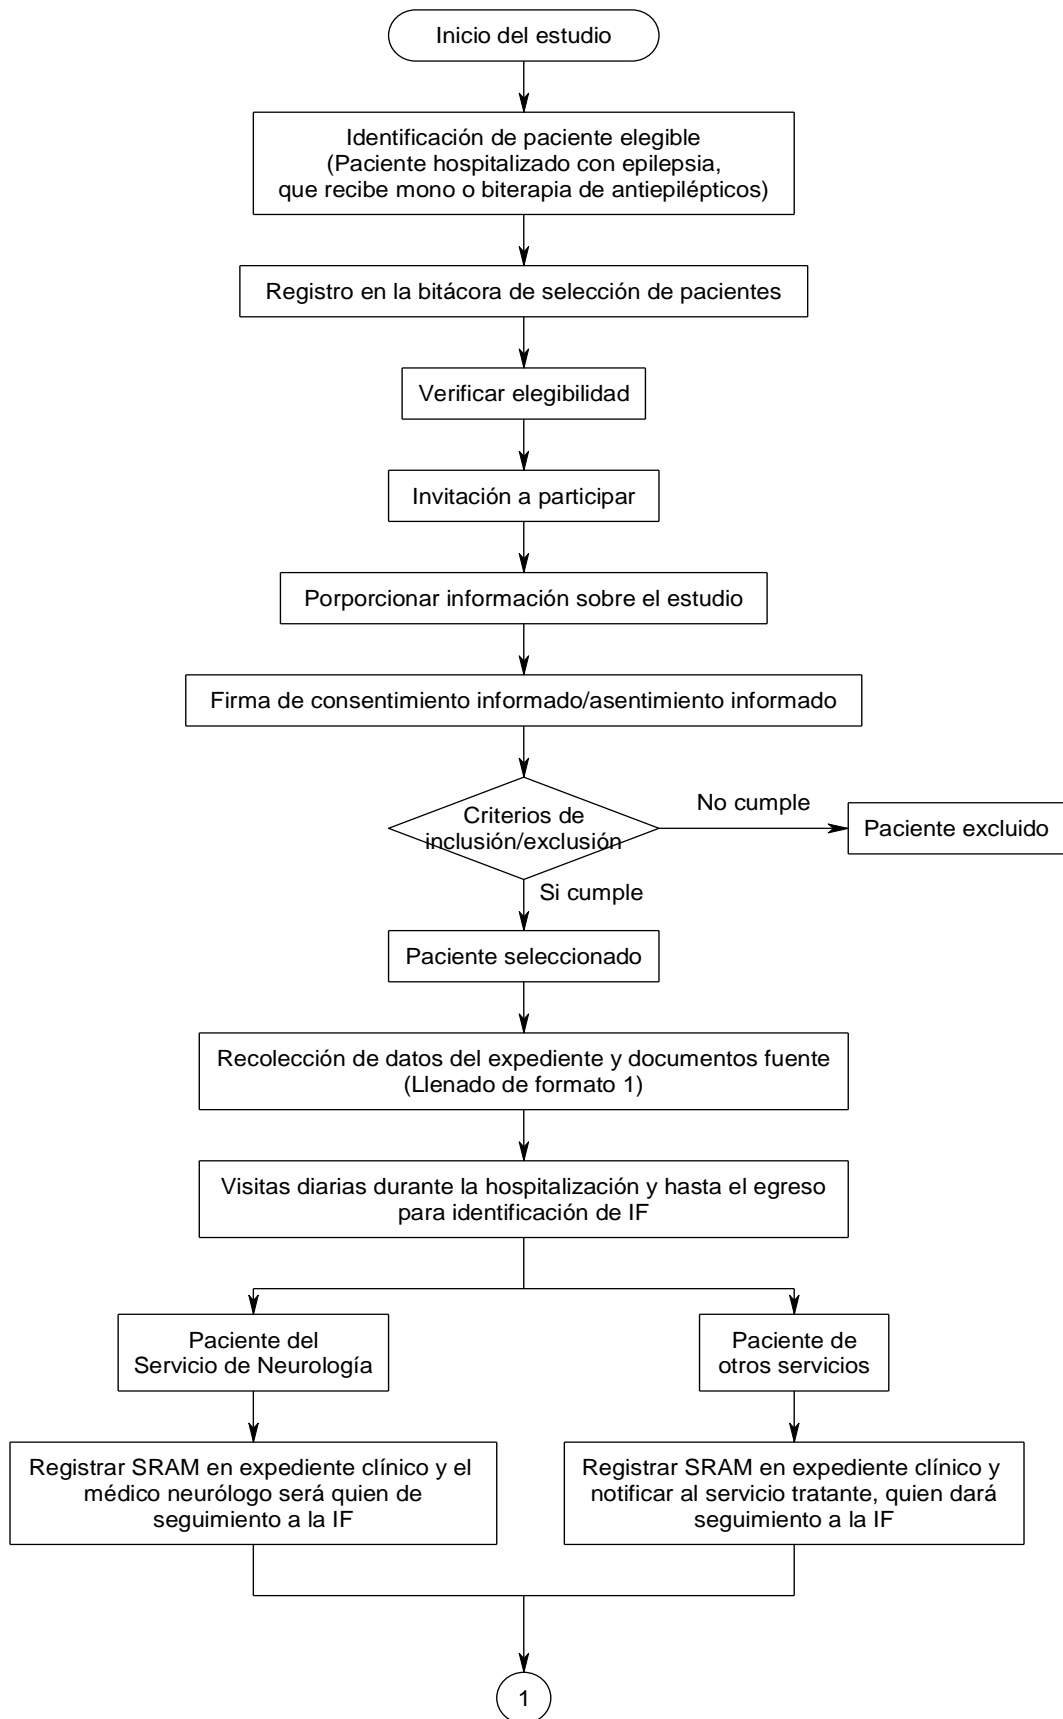 Inicio del estudio
Identificación de paciente elegible
(Paciente hospitalizado con epilepsia,
que recibe mono o biterapia de antiepilépticos)
Registro en la bitácora de selección de pacientes
Verificar elegibilidad
Invitación a participar
Porporcionar información sobre el estudio
Firma de consentimiento informado/asentimiento informado
Criterios de
inclusión/exclusión
No cumple
Paciente excluido
Si cumple
Paciente seleccionado
Recolección de datos del expediente y documentos fuente
(Llenado de formato 1)
Visitas diarias durante la hospitalización y hasta el egreso
para identificación de IF
Paciente del
Servicio de Neurología
Paciente de
otros servicios
Registrar SRAM en expediente clínico y el
médico neurólogo será quien de
seguimiento a la IF
Registrar SRAM en expediente clínico y
notificar al servicio tratante, quien dará
seguimiento a la IF
1